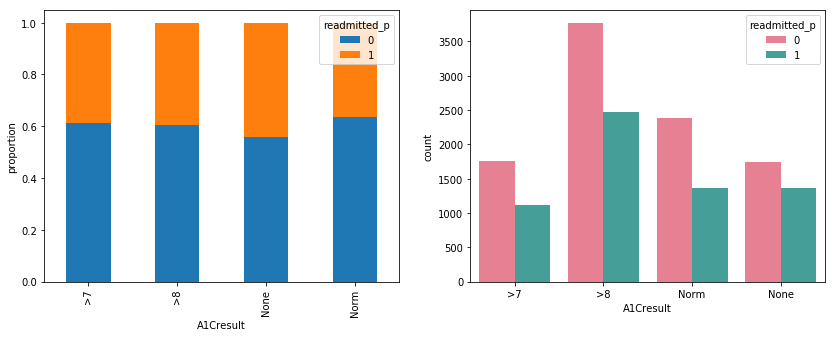 readmitted_p
0
1
1.0
0.8
0.6
0.4
0.2
0.0
proportion
>7
>8
None
Norm
A1Cresult
readmitted_p
0
1
3500
3000
2500
2000
1500
1000
500
0
count
>7
>8
Norm
None
A1Cresult